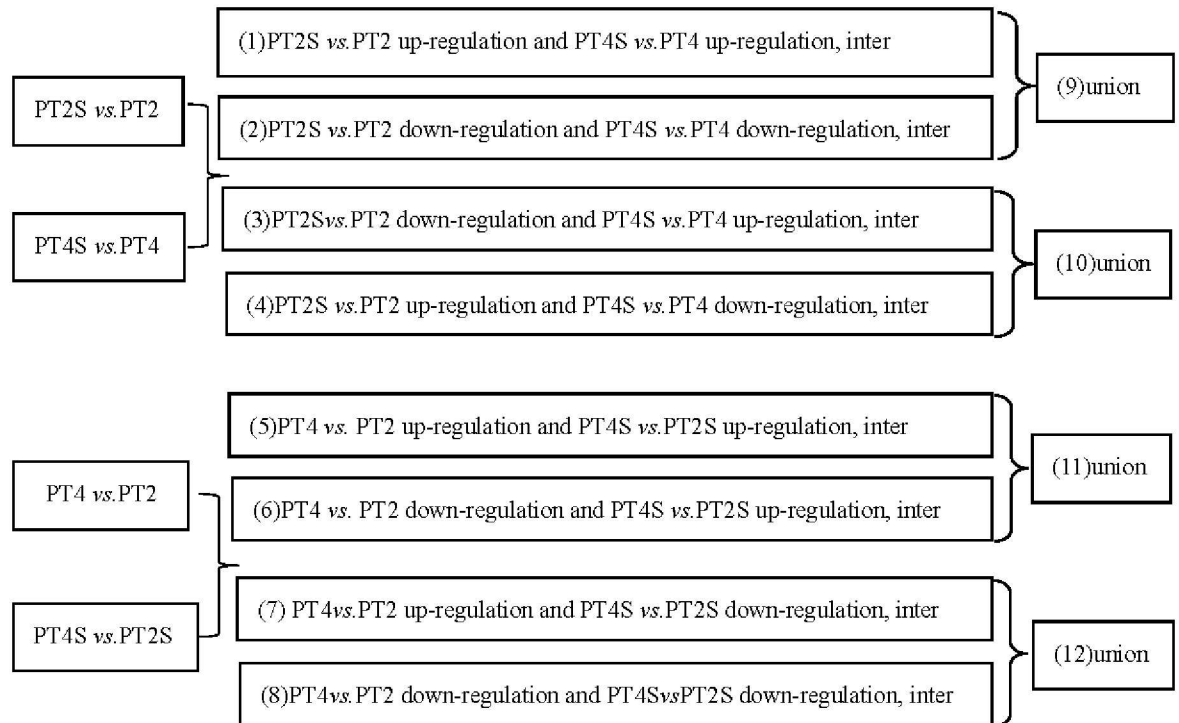 (1)PT2S vs.PT2 up-regulation and PT4S vs.PT4 up-regulation, inter
(9)union
PT2S vs.PT2
(2)PT2S vs.PT2 down-regulation and PT4S vs.PT4 down-regulation, inter
(3)PT2Svs.PT2 down-regulation and PT4S vs.PT4 up-regulation, inter
PT4S vs.PT4
(10)union
(4)PT2S vs.PT2 up-regulation and PT4S vs.PT4 down-regulation, inter
(5)PT4 vs. PT2 up-regulation and PT4S vs.PT2S up-regulation, inter
(11)union
PT4 vs.PT2
(6)PT4 vs. PT2 down-regulation and PT4S vs.PT2S up-regulation, inter
(7) PT4vs.PT2 up-regulation and PT4S vs.PT2S down-regulation, inter
PT4S vs.PT2S
(12)union
(8)PT4vs.PT2 down-regulation and PT4SvsPT2S down-regulation, inter